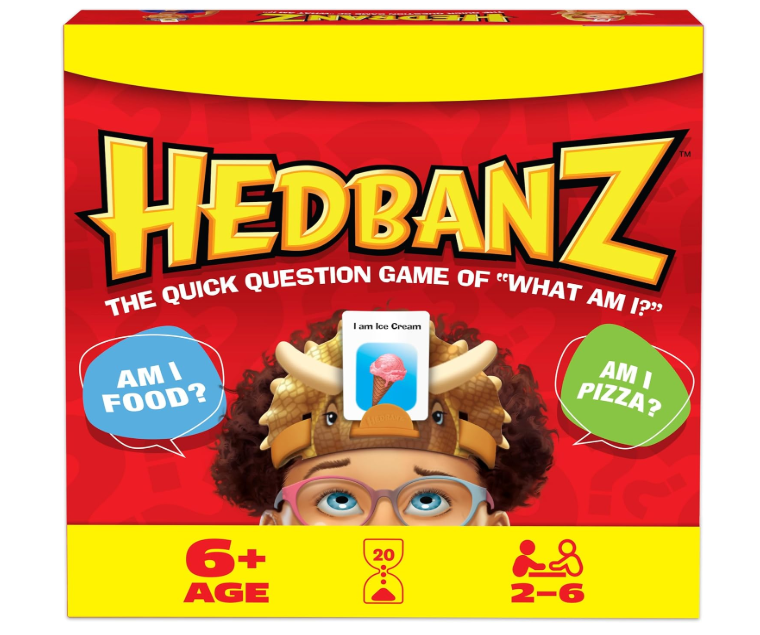 HEDBANZ
HEDBANZ™
THE QUICK QUESTION GAME OF “WHAT AM I?”
I am Ice Cream
AM I
FOOD?
AM I
PIZZA?
6+
AGE
20
2–6